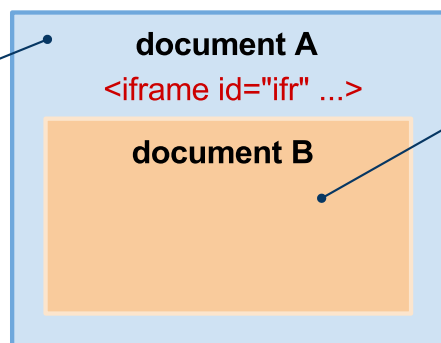 document A
<iframe id="ifr" ...>
document B